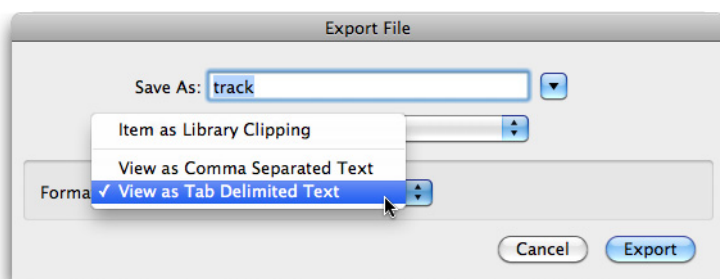 Export File
Save As: track
Item as Library Clipping
View as Comma Separated Text
Forma ✓ View as Tab Delimited Text
Cancel Export